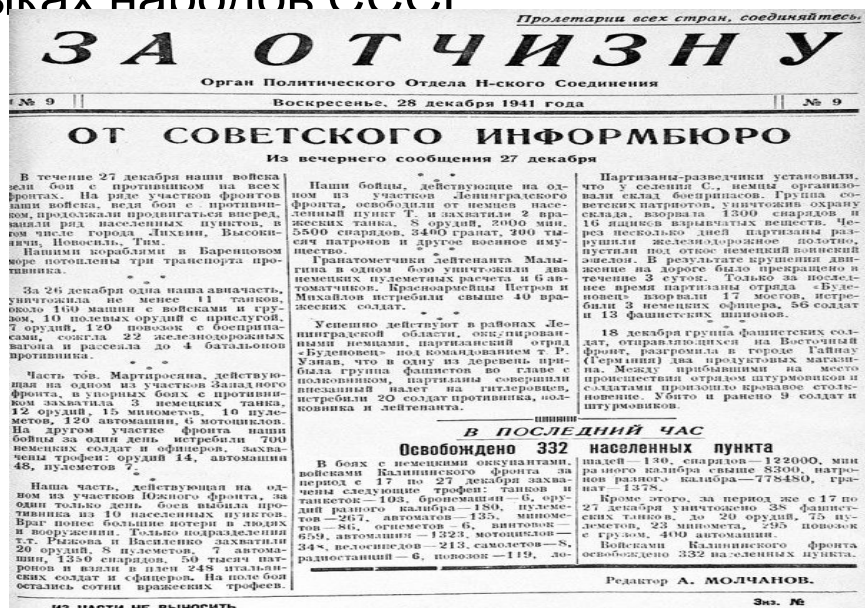 ыках народов СССР
Пролетарии всех стран, соединяйтесь.
ЗА ОТЧИЗНУ
Орган Политического Отдела Н-ского Соединения
№ 9
Воскресенье, 28 декабря 1941 года
№ 9
ОТ СОВЕТСКОГО ИНФОРМБЮРО
Из вечернего сообщения 27 декабря
В течение 27 декабря наши войска
вели бои с противником на всех
фронтах. На ряде участков фронтов
наши войска, ведя бои с противни-
ком, продолжали продвигаться вперед,
заняли ряд населенных пунктов, в
том числе города Лихвин, Высоки-
ничи, Новосиль, Тим.
Нашими кораблями в Баренцовом
море потоплены три транспорта про-
тивника.
За 26 декабря одна наша авиачасть,
уничтожила не менее 11 танков,
около 160 машин с войсками и гру-
зом, 10 полевых орудий с прислугой,
7 орудий, 120 повозок с боеприпа-
сами, сожгла 22 железнодорожных
вагона и рассеяла до 4 батальонов
противника.
Часть тов. Мартиросяна, действую-
щая на одном из участков Западного
фронта, в упорных боях с противни-
ком захватила 3 немецких танка,
12 орудий, 15 минометов, 10 пуле-
метов, 120 автомашин, 6 мотоциклов.
На другом участке фронта наши
бойцы за один день истребили 700
немецких солдат и офицеров, захва-
чены трофеи: орудий 14, автомашин
48, пулеметов 7.
Наша часть, действующая на од-
ном из участков Южного фронта, за
один только день боев выбила про-
тивника из 10 населенных пунктов.
Враг понес большие потери в людях
и вооружении. Только подразделения
т.т. Рыкова и Василенко захватили
20 орудий, 8 пулеметов, 7 автома-
шин, 1350 снарядов, 50 тысяч пат-
ронов и взяли в плен 248 итальян-
ских солдат и офицеров. На поле боя
остались сотни вражеских трофеев.
Наши бойцы, действующие на од-
ном из участков Ленинградского
фронта, освободили от немцев насе-
ленный пункт Т. и захватили 2 вра-
жеских танка, 8 орудий, 2000 мин,
5500 снарядов, 3400 гранат, 200 ты-
сяч патронов и другое военное иму-
щество.
Гранатометчики лейтенанта Малы-
гина в одном бою уничтожили два
немецких пулеметных расчета и 6 ав-
томатчиков. Красноармейцы Петров и
Михайлов истребили свыше 40 вра-
жеских солдат.
Успешно действуют в районах Ле-
нинградской области, оккупирован-
ными немцами, партизанский отряд
«Буденовец» под командованием т. Р.
Узнав, что в одну из деревень при-
была группа фашистов во главе с
полковником, партизаны совершили
внезапный налет на гитлеровцев,
истребили 20 солдат противника, пол-
ковника и лейтенанта.
Партизаны-разведчики установили,
что у селения С., немцы организо-
вали склад, боеприпасов. Группа со-
ветских патриотов, уничтожив охрану
склада, взорвала 1300 снарядов и
16 ящиков взрывчатых веществ. Че-
рез несколько дней партизаны раз-
рушили железнодорожное полотно,
пустили под откос немецкий воинский
эшелон. В результате крушения дви-
жение на дороге было прекращено в
течение 3 суток. Только за послед-
нее время партизаны отряда «Буде-
новец» взорвали 17 мостов, истре-
били 3 немецких офицера, 56 солдат
и 13 фашистских шпионов.
18 декабря группа фашистских сол-
дат, отправляющихся на Восточный
фронт, разгромила в городе Гайнау
(Германия) два продуктовых магази-
на. Между прибывшими на место
происшествия отрядом штурмовиков и
солдатами произошло кровавое столк-
новение. Убито и ранено 9 солдат и
штурмовиков.
В ПОСЛЕДНИЙ ЧАС
Освобождено 332 населенных пункта
В боях с немецкими оккупантами,
войсками Калининского фронта за
период с 17 по 27 декабря захва-
чены следующие трофеи: танков и
танкеток—103, бронемашин—6, ору-
дий разного калибра—180, пулеме-
тов—267, автоматов—135, миноме-
тов—86, огнеметов—6, винтовок—
659, автомашин—1323, мотоциклов—
348, велосипедов—213, самолетов—8,
радиостанций—6, повозок—119, ло-
шадей—130, снарядов—122000, мин
разного калибра свыше 8300, патро-
нов разного калибра—778480, гра-
нат—1378.
Кроме этого, за период же с 17 по
27 декабря уничтожено 38 фашист-
ских танков, до 20 орудий, 75 пу-
леметов, 23 миномета, 295 повозок
с грузом, 400 автомашин.
Войсками Калининского фронта
освобождено 332 населенных пункта.
Редактор А. МОЛЧАНОВ.
ИЗ ЧАСТИ НЕ ВЫНОСИТЬ
Экз. №